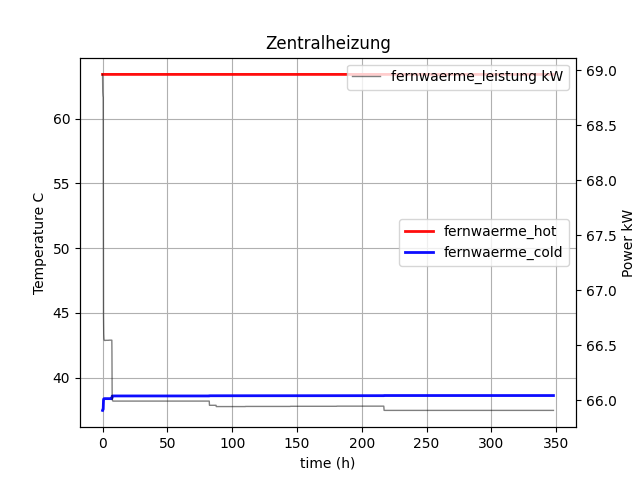 Zentralheizung
fernwaerme_leistung kW
fernwaerme_hot
fernwaerme_cold
Temperature C
60
55
50
45
40
69.0
68.5
68.0
67.5
67.0
66.5
66.0
Power kW
0 50 100 150 200 250 300 350
time (h)